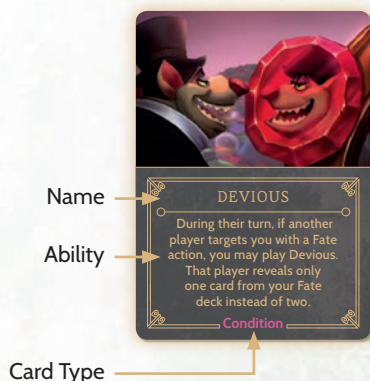 Name
DEVIOUS
During their turn, if another
player targets you with a Fate
Ability
action, you may play Devious.
That player reveals only
one card from your Fate
deck instead of two.
Condition
Card Type